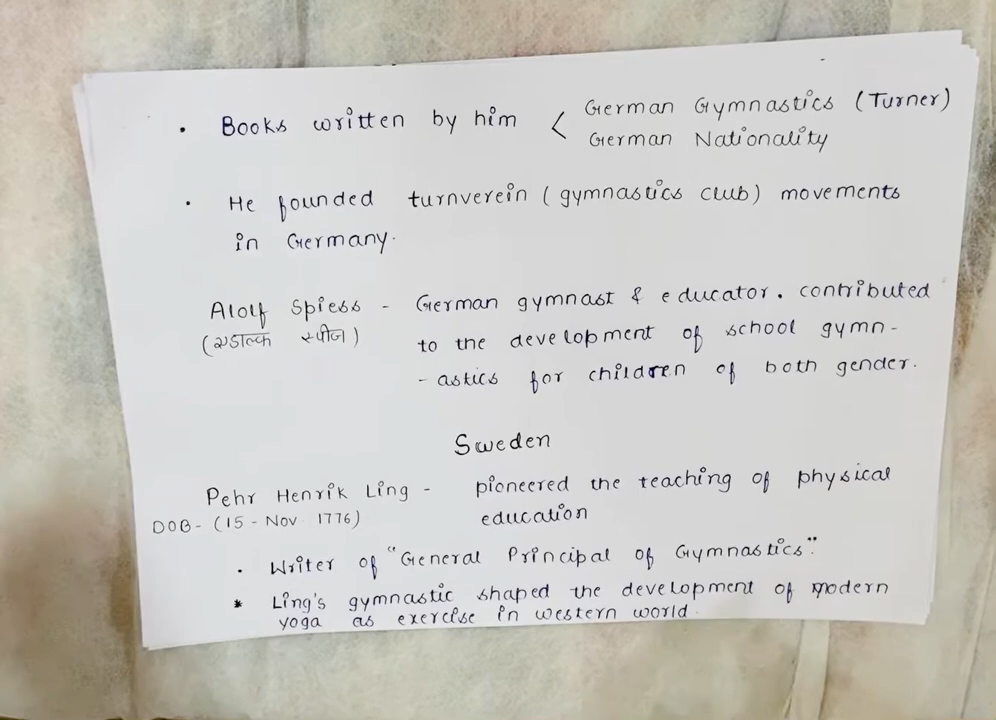 • Books written by him < German Gymnastics (Turner)
German Nationality
• He founded turnverein (gymnastics club) movements
in Germany.
Alolf Spiess - German gymnast & educator. contributed
(एडाल्फ स्पीज) to the development of school gymn-
- astics for children of both gender.
Sweden
Pehr Henrik Ling - pioneered the teaching of physical
DOB- (15 - Nov 1776) education
• Writer of "General Principal of Gymnastics".
* Ling's gymnastic shaped the development of modern
yoga as exercise in western world.